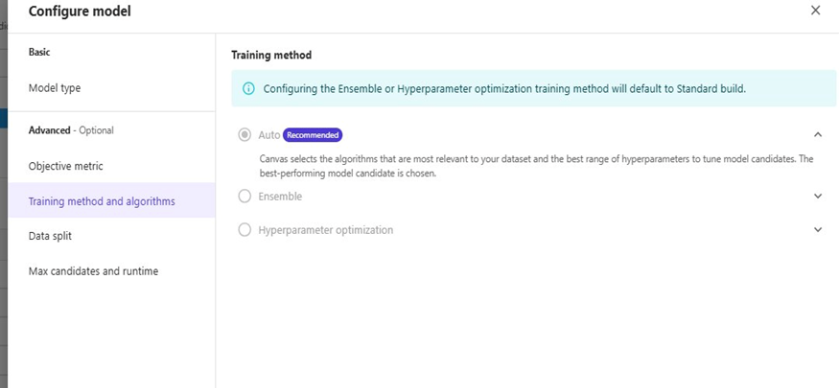 Configure model
Basic
Model type
Advanced - Optional
Objective metric
Training method and algorithms
Data split
Max candidates and runtime
Training method
Configuring the Ensemble or Hyperparameter optimization training method will default to Standard build.
Auto Recommended
Canvas selects the algorithms that are most relevant to your dataset and the best range of hyperparameters to tune model candidates. The
best-performing model candidate is chosen.
Ensemble
Hyperparameter optimization